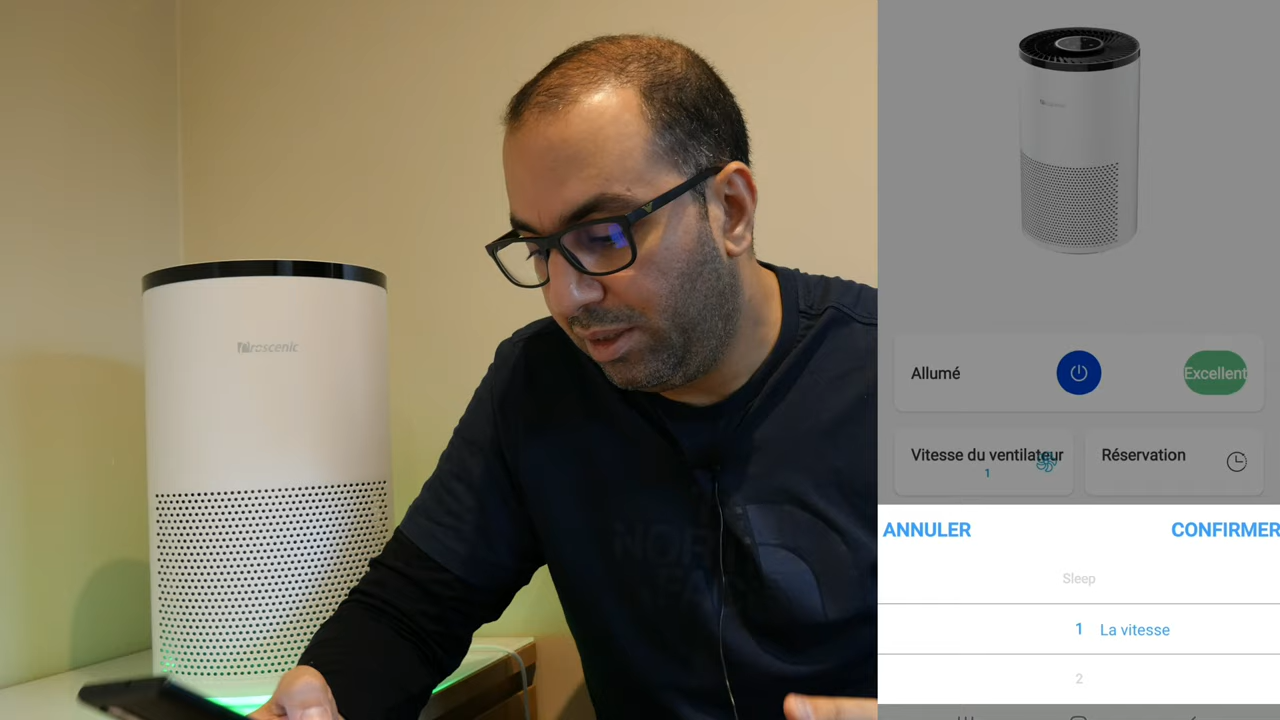 Proscenic
Allumé
Excellent
Vitesse du ventilateur
1
Réservation
ANNULER
CONFIRMER
Sleep
1 La vitesse
2